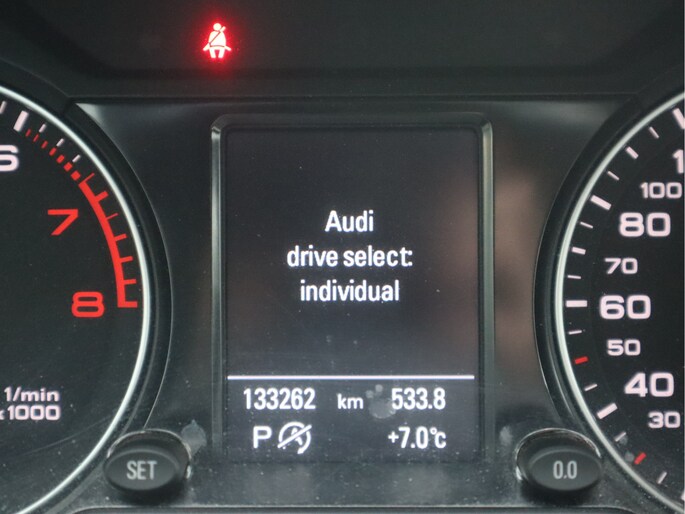 6
7
8
1/min
x1000
Audi
drive select:
individual
133262 km 533.8
P +7.0°c
SET
0.0
100
80
70
60
50
40
30